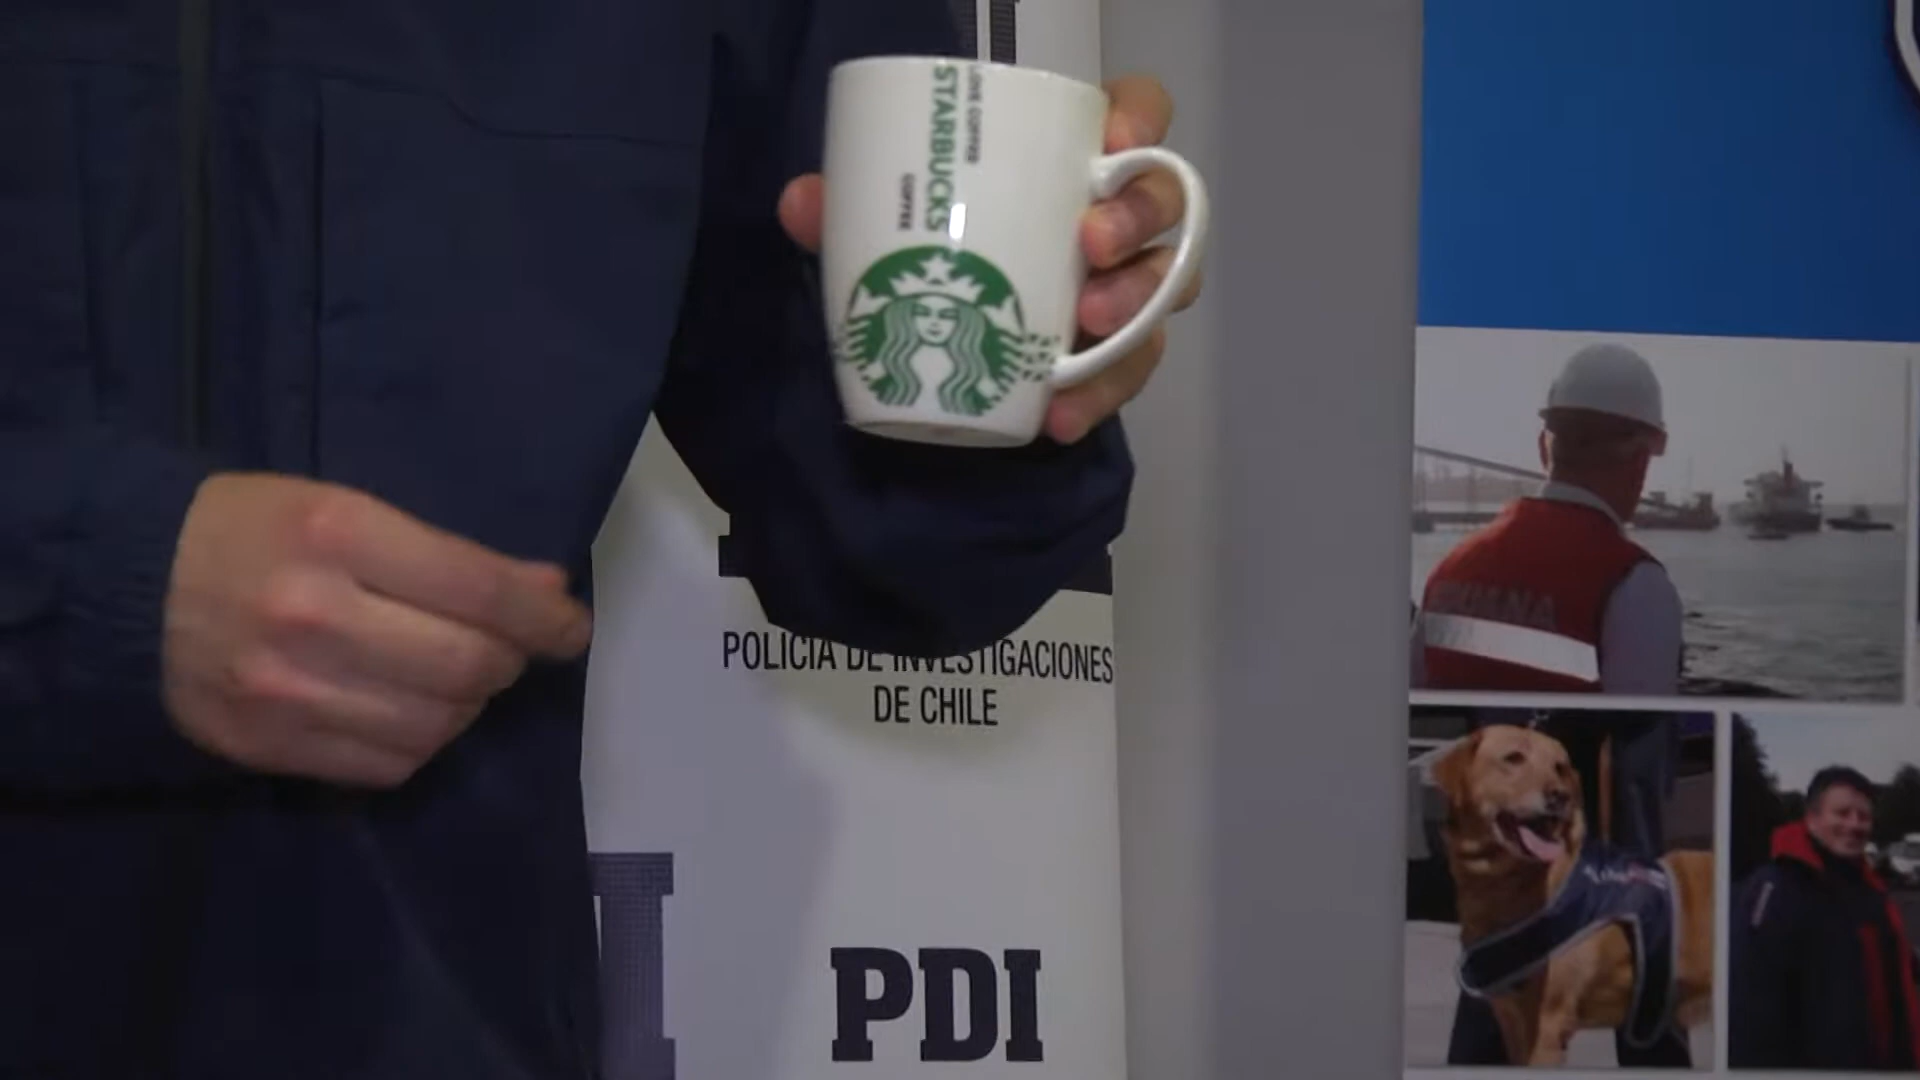 I LOVE COFFEE
STARBUCKS
COFFEE
POLICIA DE INVESTIGACIONES
DE CHILE
PDI